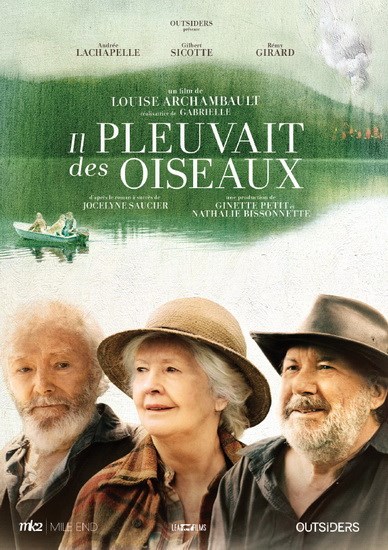 OUTSIDERS
présente
Andrée Gilbert Rémy
LACHAPELLE SICOTTE GIRARD
un film de
LOUISE ARCHAMBAULT
réalisatrice de GABRIELLE
Il PLEUVAIT
des OISEAUX
d'après le roman à succès de
JOCELYNE SAUCIER
une production de
GINETTE PETIT et
NATHALIE BISSONNETTE
mk2 | MILE END
OUTSIDERS